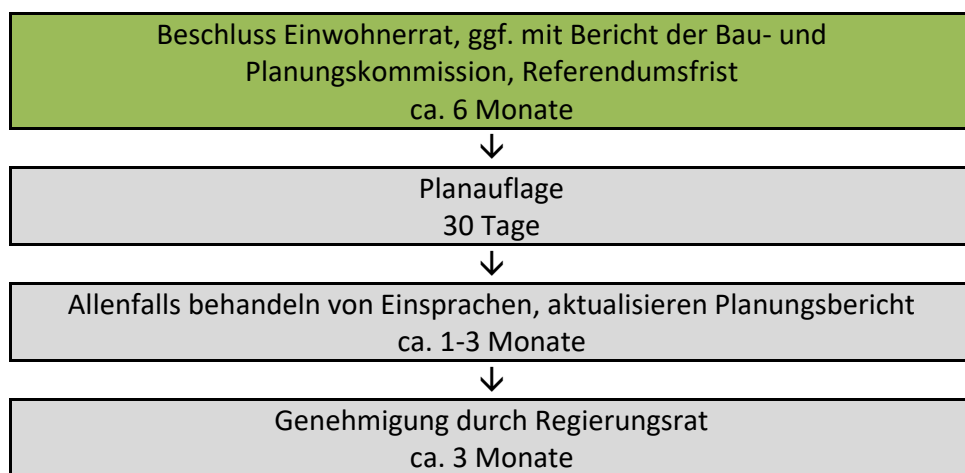 Beschluss Einwohnerrat, ggf. mit Bericht der Bau- und
Planungskommission, Referendumsfrist
ca. 6 Monate
↓
Planauflage
30 Tage
↓
Allenfalls behandeln von Einsprachen, aktualisieren Planungsbericht
ca. 1-3 Monate
↓
Genehmigung durch Regierungsrat
ca. 3 Monate